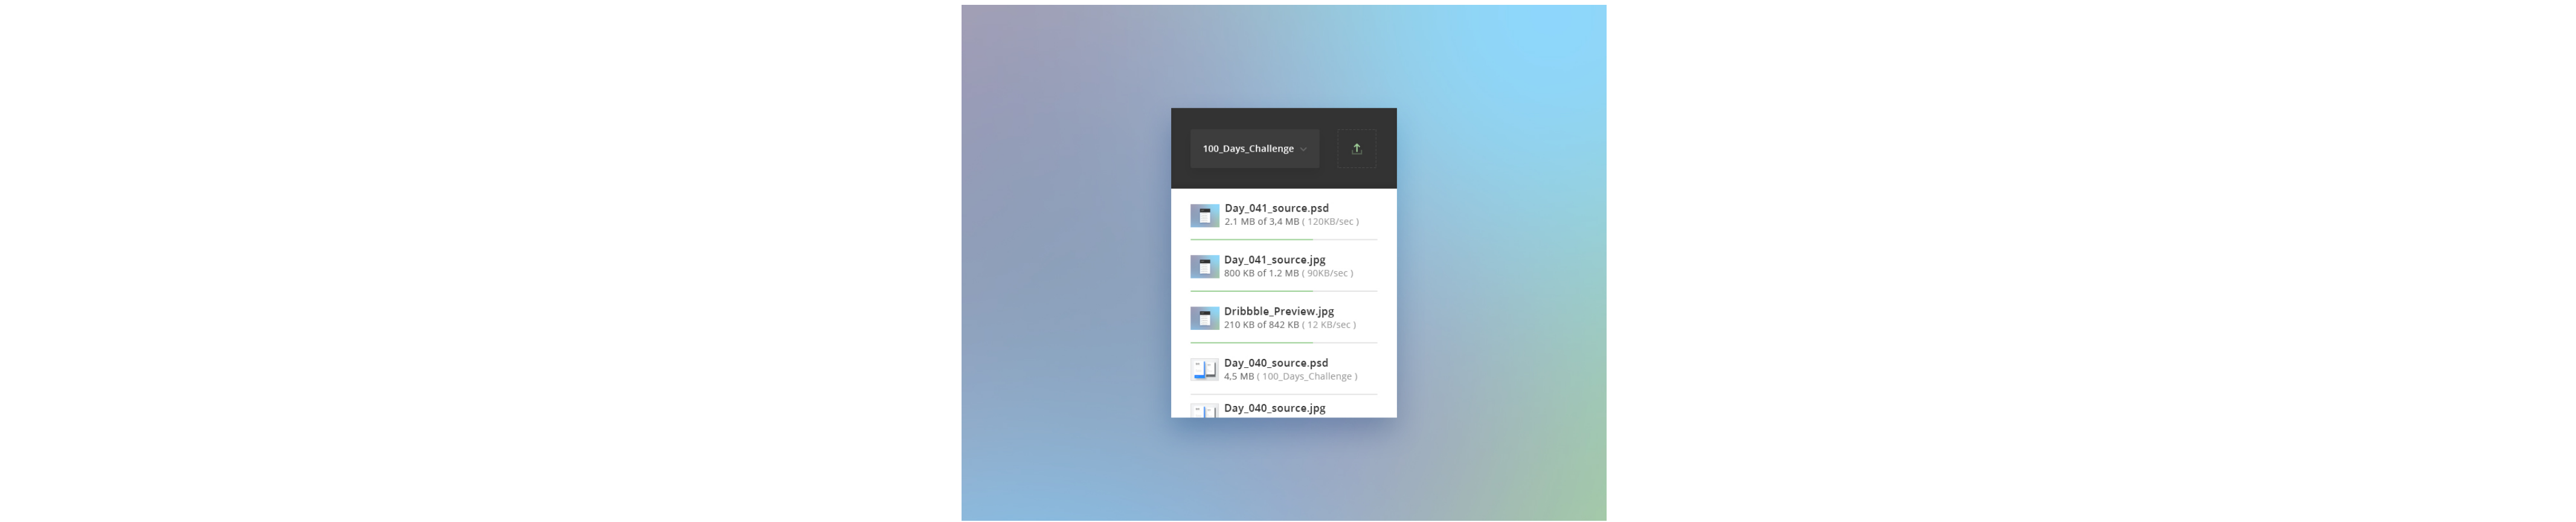 100_Days_Challenge
Day_041_source.psd
2.1 MB of 3,4 MB ( 120KB/sec )
Day_041_source.jpg
800 KB of 1.2 MB ( 90KB/sec )
Dribbble_Preview.jpg
210 KB of 842 KB ( 12 KB/sec )
Day_040_source.psd
4,5 MB ( 100_Days_Challenge )
Day_040_source.jpg